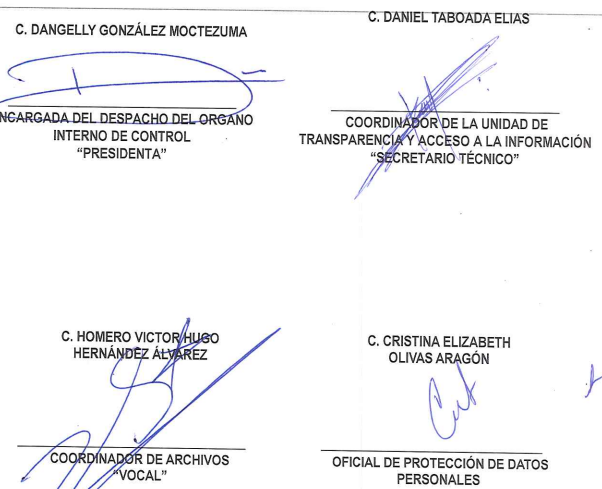 C. DANGELLY GONZÁLEZ MOCTEZUMA
NCARGADA DEL DESPACHO DEL ORGANO
INTERNO DE CONTROL
“PRESIDENTA”
C. DANIEL TABOADA ELIAS
COORDINADOR DE LA UNIDAD DE
TRANSPARENCIA Y ACCESO A LA INFORMACIÓN
“SECRETARIO TÉCNICO”
C. HOMERO VICTOR HUGO
HERNÁNDEZ ÁLVAREZ
COORDINADOR DE ARCHIVOS
“VOCAL”
C. CRISTINA ELIZABETH
OLIVAS ARAGÓN
OFICIAL DE PROTECCIÓN DE DATOS
PERSONALES